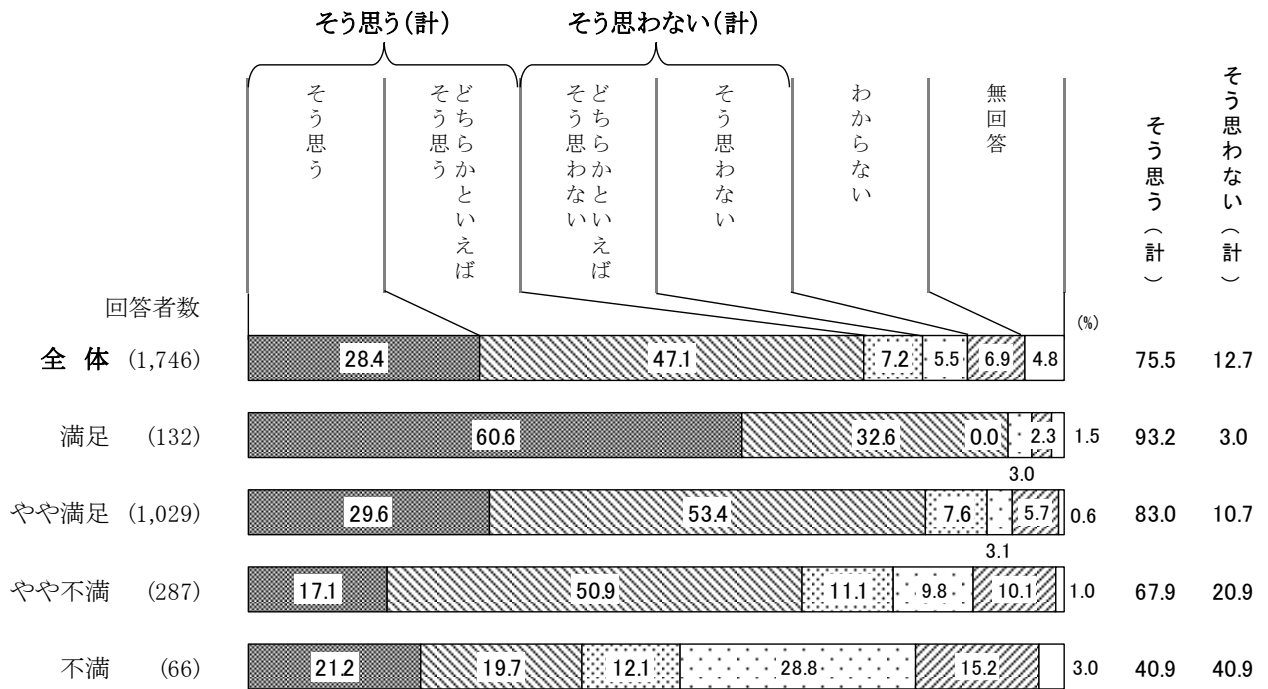 そう思う(計) そう思わない(計)
そう思う
どちらかといえば
そう思う
どちらかといえば
そう思わない
そう思わない
わからない
無回答
そう思う(計)
そう思わない(計)
回答者数
(%)
全 体 (1,746) 28.4 47.1 7.2 5.5 6.9 4.8 75.5 12.7
満足 (132) 60.6 32.6 0.0 2.3 1.5 93.2 3.0
3.0
やや満足 (1,029) 29.6 53.4 7.6 5.7 0.6 83.0 10.7
3.1
やや不満 (287) 17.1 50.9 11.1 9.8 10.1 1.0 67.9 20.9
不満 (66) 21.2 19.7 12.1 28.8 15.2 3.0 40.9 40.9